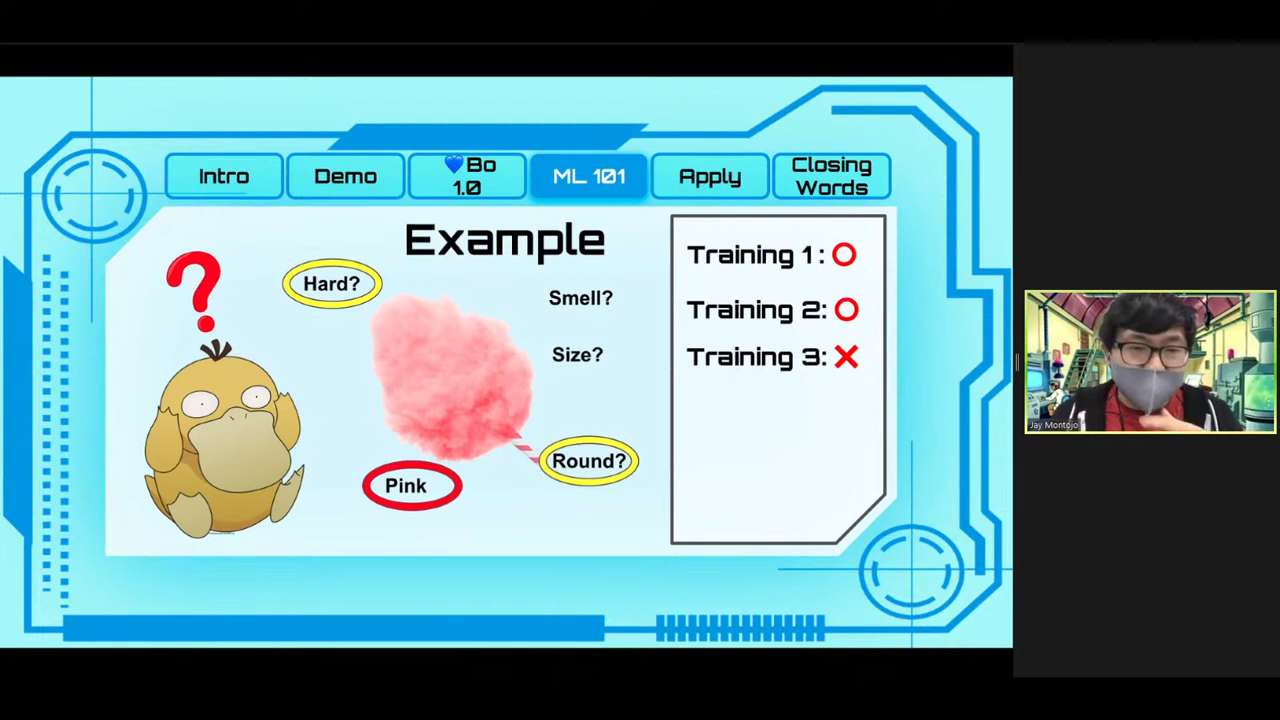 Intro
Demo
💙Bo
1.0
ML 101
Apply
Closing
Words
Example
Hard?
Smell?
Size?
Round?
Pink
Training 1:
Training 2:
Training 3:
Jay Montojo